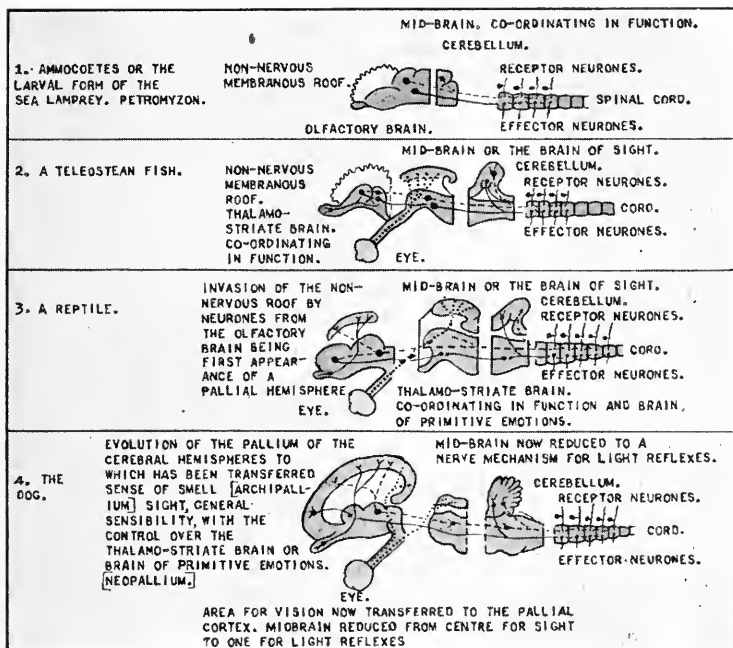 MID-BRAIN. CO-ORDINATING IN FUNCTION.
CEREBELLUM.
1. AMMOCOETES OR THE
LARVAL FORM OF THE
SEA LAMPREY. PETROMYZON.
NON-NERVOUS
MEMBRANOUS ROOF.
RECEPTOR NEURONES.
SPINAL CORD.
OLFACTORY BRAIN.
EFFECTOR NEURONES.
MID-BRAIN OR THE BRAIN OF SIGHT.
2. A TELEOSTEAN FISH.
NON-NERVOUS
MEMBRANOUS
ROOF.
THALAMO-
STRIATE BRAIN.
CO-ORDINATING
IN FUNCTION.
CEREBELLUM.
RECEPTOR NEURONES.
CORD.
EFFECTOR NEURONES.
EYE.
3. A REPTILE.
INVASION OF THE NON-
NERVOUS ROOF BY
NEURONES FROM
THE OLFACTORY
BRAIN BEING
FIRST APPEAR-
ANCE OF A
PALLIAL HEMISPHERE
MID-BRAIN OR THE BRAIN OF SIGHT.
CEREBELLUM.
RECEPTOR NEURONES.
CORD.
EFFECTOR NEURONES.
EYE.
THALAMO-STRIATE BRAIN.
CO-ORDINATING IN FUNCTION AND BRAIN
OF PRIMITIVE EMOTIONS.
4. THE
DOG.
EVOLUTION OF THE PALLIUM OF THE
CEREBRAL HEMISPHERES TO
WHICH HAS BEEN TRANSFERRED
SENSE OF SMELL [ARCHIPALL-
IUM] SIGHT, GENERAL
SENSIBILITY, WITH THE
CONTROL OVER THE
THALAMO-STRIATE BRAIN OR
BRAIN OF PRIMITIVE EMOTIONS.
[NEOPALLIUM.]
MID-BRAIN NOW REDUCED TO A
NERVE MECHANISM FOR LIGHT REFLEXES.
CEREBELLUM.
RECEPTOR NEURONES.
CORD.
EFFECTOR NEURONES.
EYE.
AREA FOR VISION NOW TRANSFERRED TO THE PALLIAL
CORTEX. MIDBRAIN REDUCED FROM CENTRE FOR SIGHT
TO ONE FOR LIGHT REFLEXES